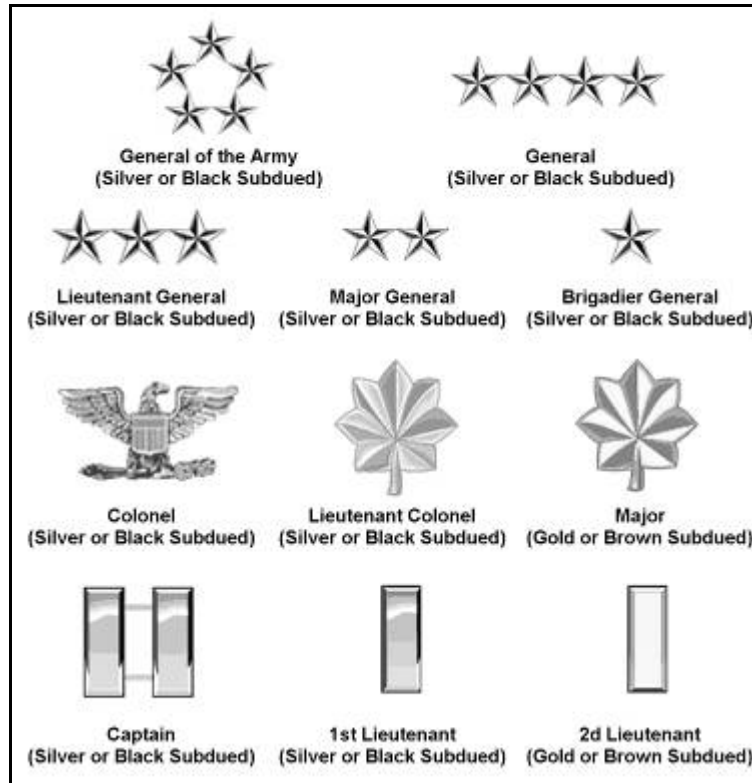 General of the Army
(Silver or Black Subdued)
General
(Silver or Black Subdued)
Lieutenant General
(Silver or Black Subdued)
Major General
(Silver or Black Subdued)
Brigadier General
(Silver or Black Subdued)
Colonel
(Silver or Black Subdued)
Lieutenant Colonel
(Silver or Black Subdued)
Major
(Gold or Brown Subdued)
Captain
(Silver or Black Subdued)
1st Lieutenant
(Silver or Black Subdued)
2d Lieutenant
(Gold or Brown Subdued)